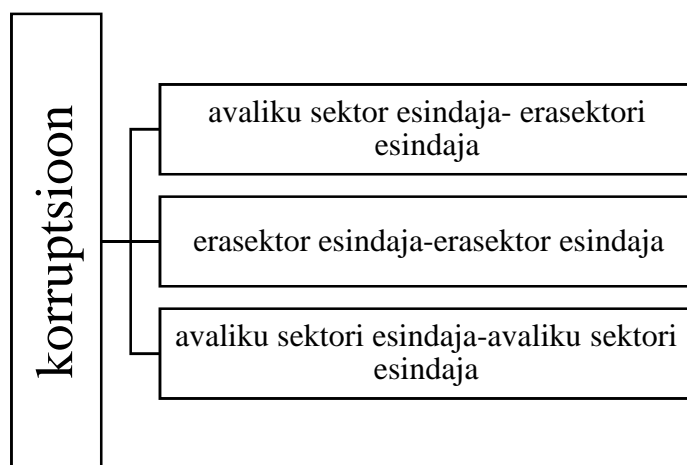 korruptsioon
avaliku sektor esindaja- erasektori
esindaja
erasektor esindaja-erasektor esindaja
avaliku sektori esindaja-avaliku sektori
esindaja